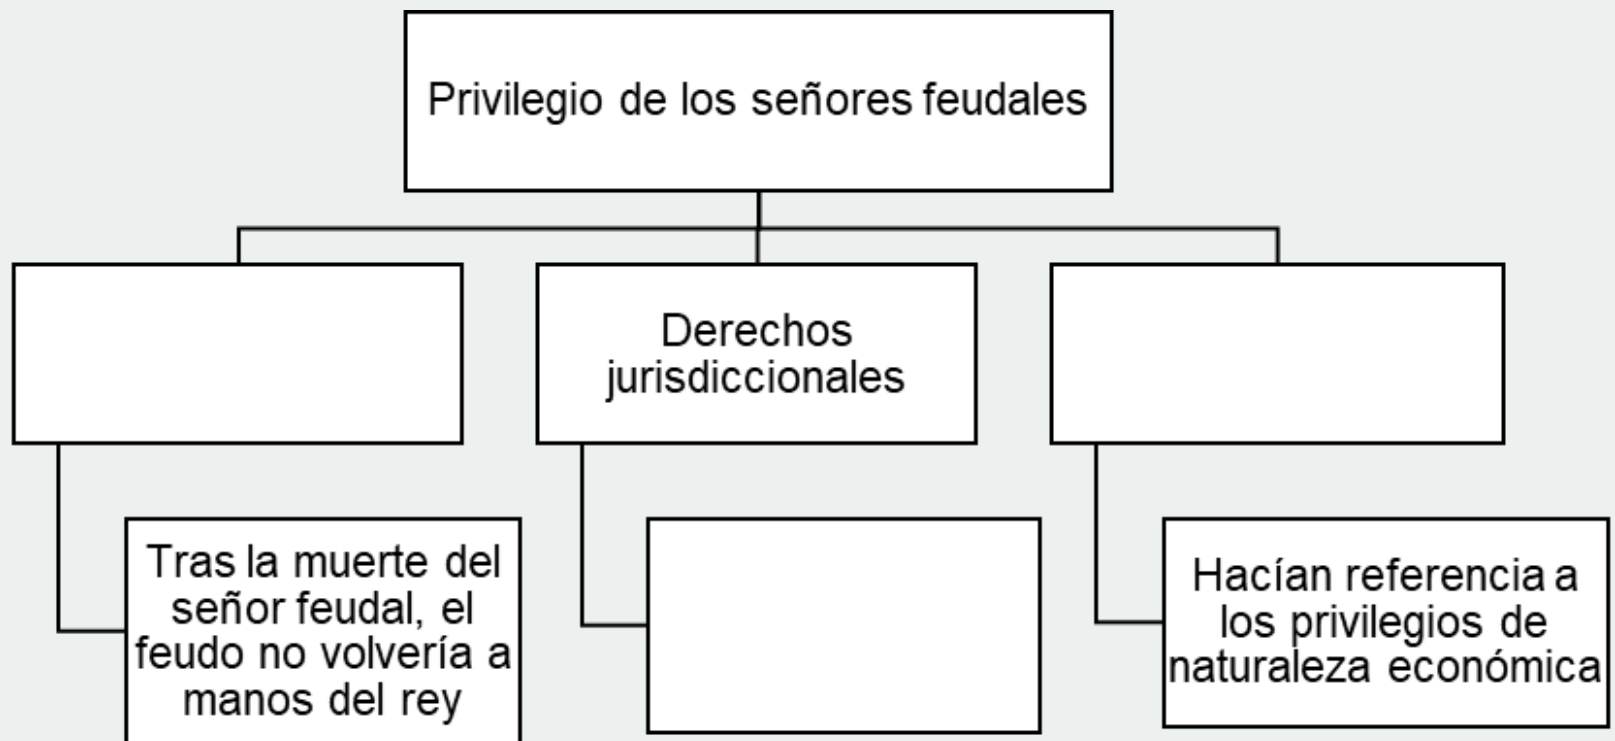 Privilegio de los señores feudales
Derechos
jurisdiccionales
Tras la muerte del
señor feudal, el
feudo no volvería a
manos del rey
Hacían referencia a
los privilegios de
naturaleza económica